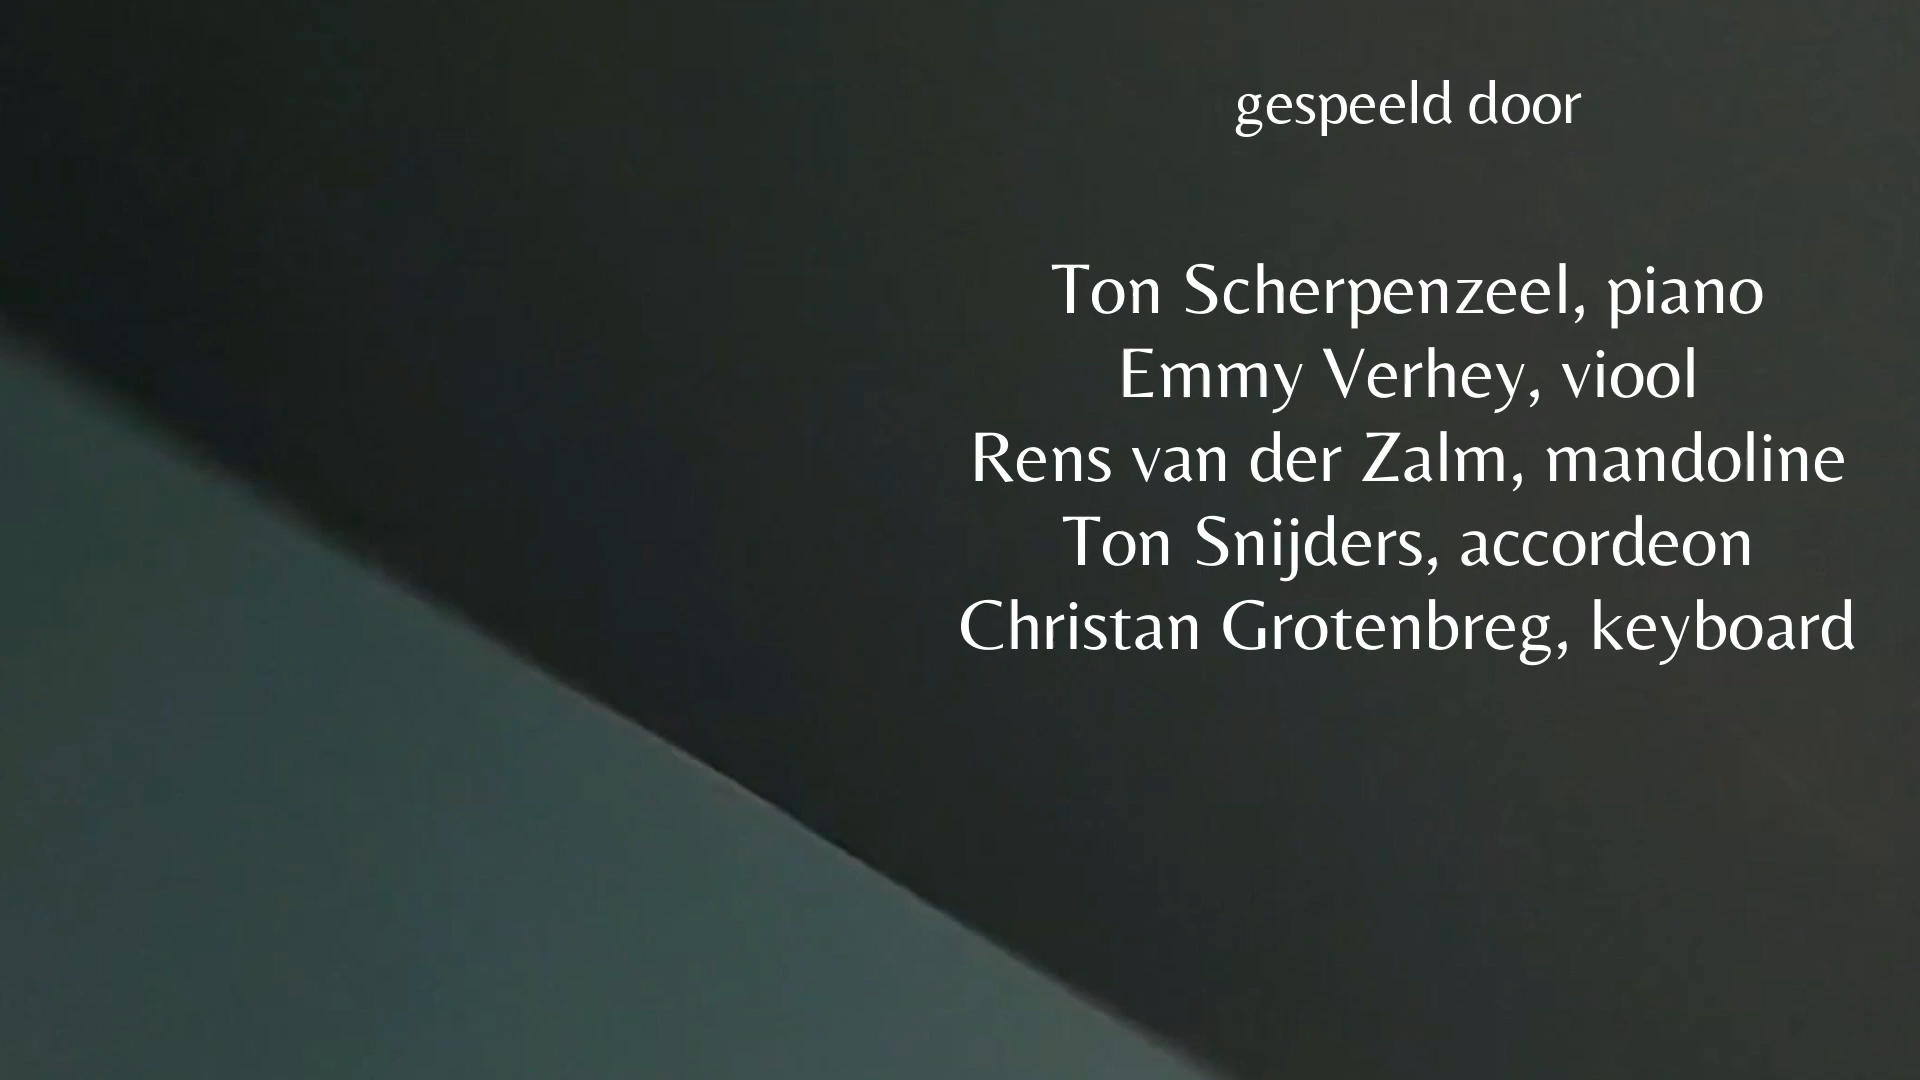 gespeeld door
Ton Scherpenzeel, piano
Emmy Verhey, viool
Rens van der Zalm, mandoline
Ton Snijders, accordeon
Christan Grotenbreg, keyboard